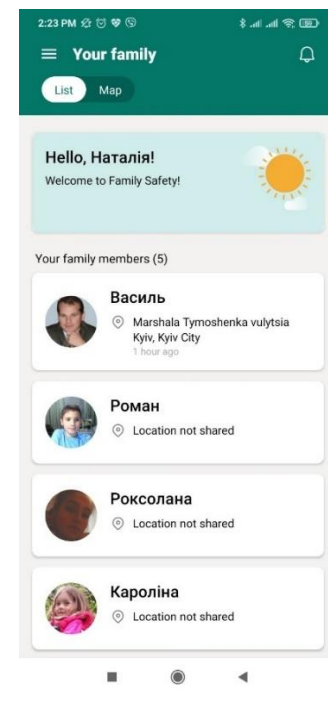 2:23 PM
Your family
List Map
Hello, Наталія!
Welcome to Family Safety!
Your family members (5)
Василь
Marshala Tymoshenka vulytsia
Kyiv, Kyiv City
1 hour ago
Роман
Location not shared
Роксолана
Location not shared
Кароліна
Location not shared